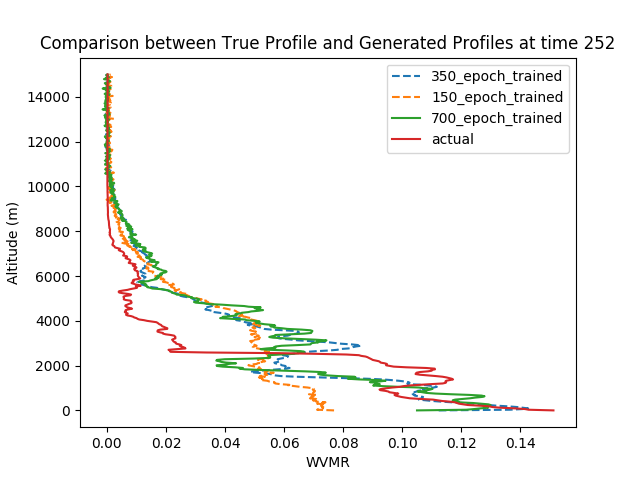 Comparison between True Profile and Generated Profiles at time 252
350_epoch_trained
150_epoch_trained
700_epoch_trained
actual
14000
12000
10000
8000
6000
4000
2000
0
Altitude (m)
0.00 0.02 0.04 0.06 0.08 0.10 0.12 0.14
WVMR